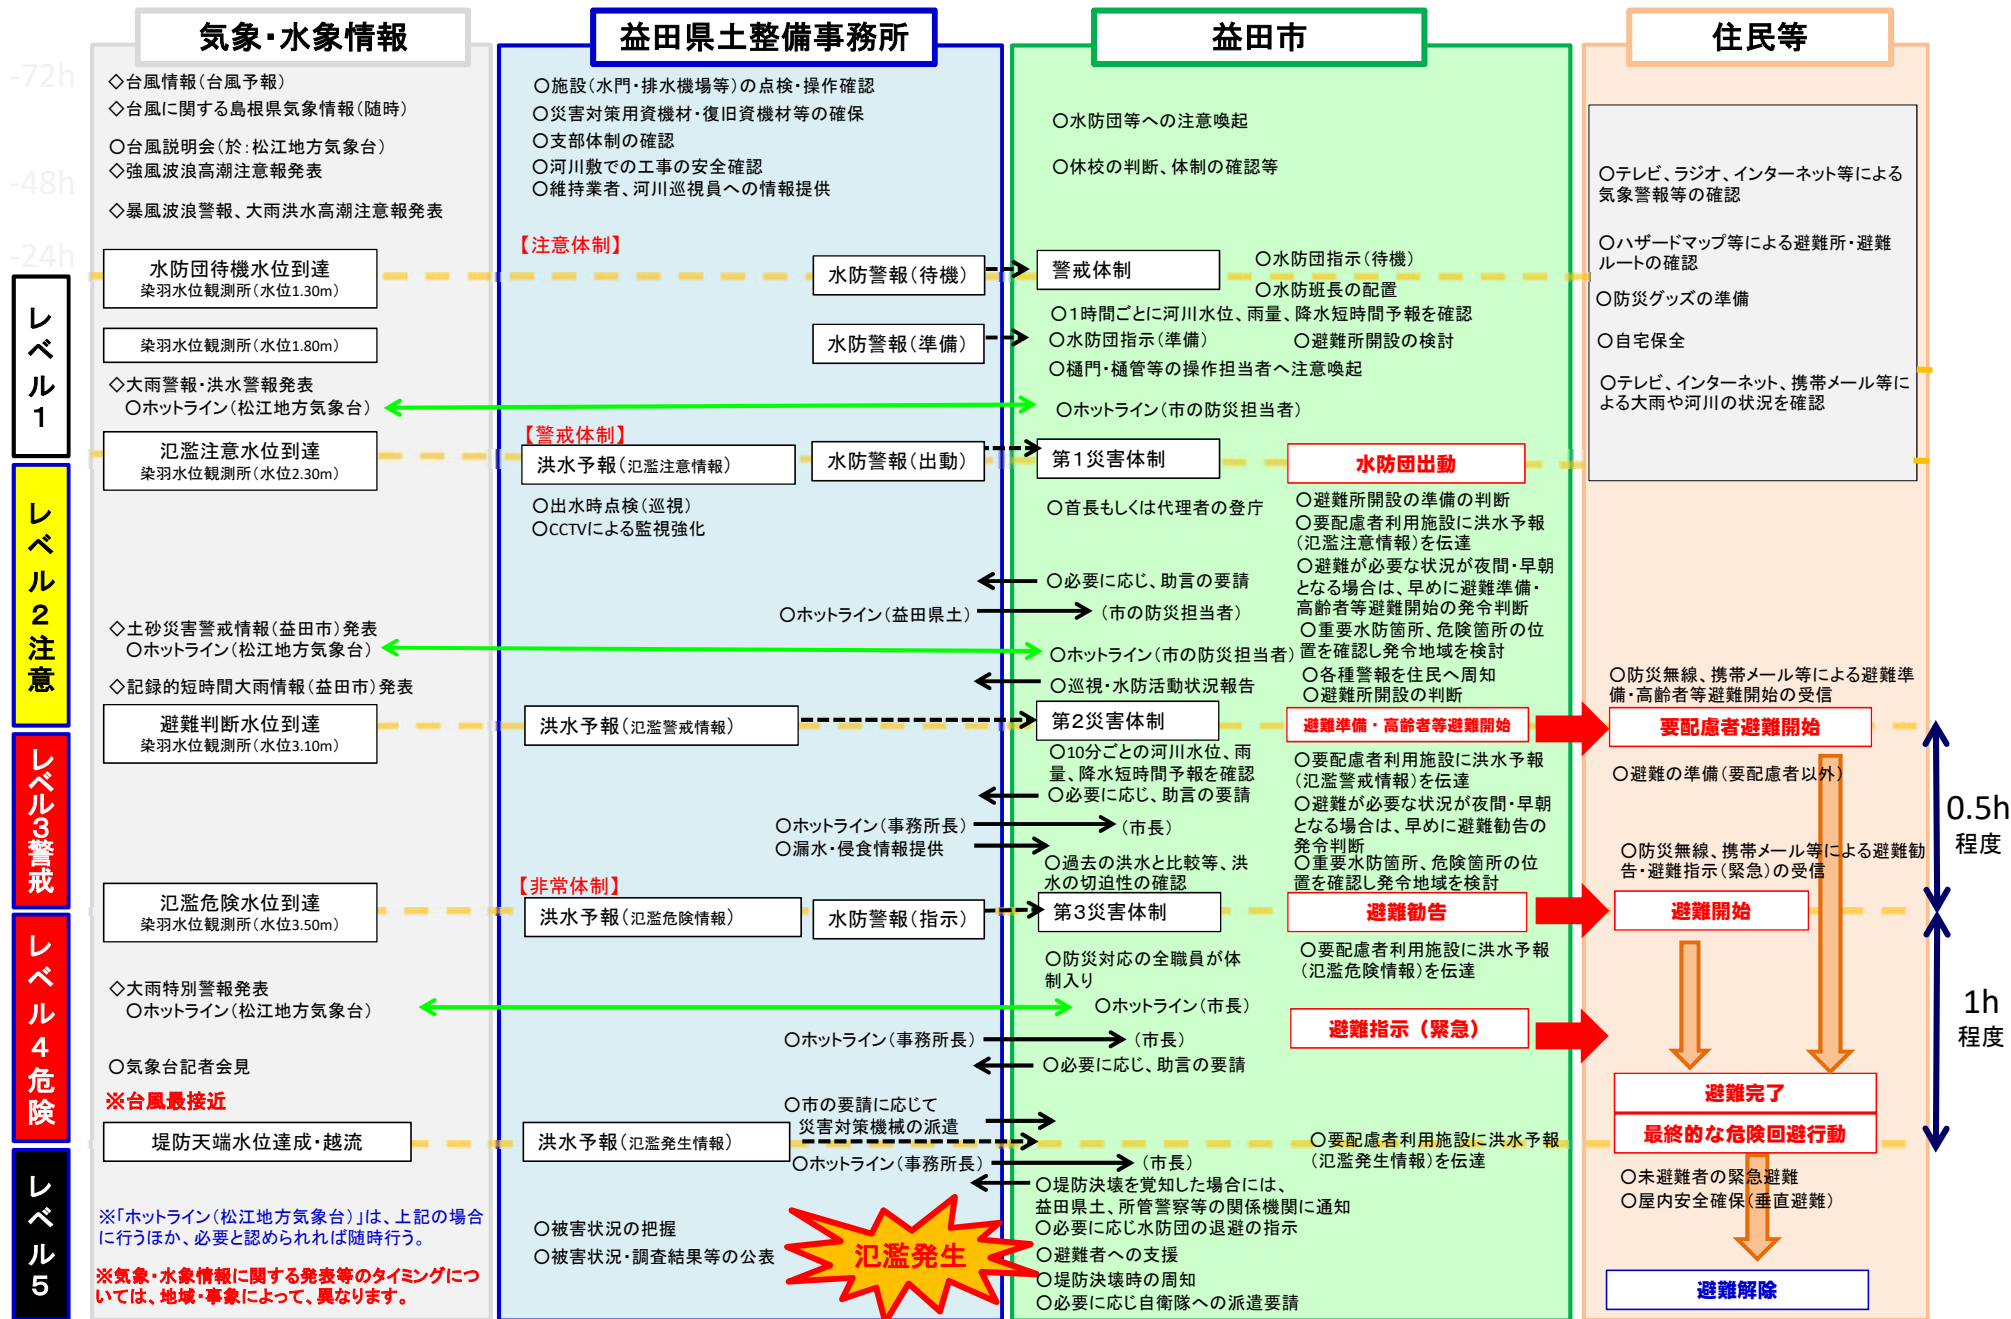 気象・水象情報
益田県土整備事務所
益田市
住民等
-72h
-48h
-24h
レベル1
レベル2注意
レベル3警戒
レベル4危険
レベル5
◇台風情報(台風予報)
◇台風に関する島根県気象情報(随時)
○台風説明会(於:松江地方気象台)
◇強風波浪高潮注意報発表
◇暴風波浪警報、大雨洪水高潮注意報発表
水防団待機水位到達
染羽水位観測所(水位1.30m)
染羽水位観測所(水位1.80m)
◇大雨警報・洪水警報発表
○ホットライン(松江地方気象台)
氾濫注意水位到達
染羽水位観測所(水位2.30m)
◇土砂災害警戒情報(益田市)発表
○ホットライン(松江地方気象台)
◇記録的短時間大雨情報(益田市)発表
避難判断水位到達
染羽水位観測所(水位3.10m)
氾濫危険水位到達
染羽水位観測所(水位3.50m)
◇大雨特別警報発表
○ホットライン(松江地方気象台)
○気象台記者会見
※台風最接近
堤防天端水位達成・越流
※「ホットライン(松江地方気象台)」は、上記の場合
に行うほか、必要と認められれば随時行う。
※気象・水象情報に関する発表等のタイミングにつ
いては、地域・事象によって、異なります。
○施設(水門・排水機場等)の点検・操作確認
○災害対策用資機材・復旧資機材等の確保
○支部体制の確認
○河川敷での工事の安全確認
○維持業者、河川巡視員への情報提供
【注意体制】
水防警報(待機)
水防警報(準備)
【警戒体制】
洪水予報(氾濫注意情報)
水防警報(出動)
○出水時点検(巡視)
○CCTVによる監視強化
○ホットライン(益田県土)
洪水予報(氾濫警戒情報)
○ホットライン(事務所長)
○漏水・侵食情報提供
【非常体制】
洪水予報(氾濫危険情報)
水防警報(指示)
○ホットライン(事務所長)
○市の要請に応じて
災害対策機械の派遣
洪水予報(氾濫発生情報)
○ホットライン(事務所長)
○被害状況の把握
○被害状況・調査結果等の公表
氾濫発生
○水防団等への注意喚起
○休校の判断、体制の確認等
警戒体制
○水防団指示(待機)
○水防班長の配置
○1時間ごとに河川水位、雨量、降水短時間予報を確認
○水防団指示(準備)
○避難所開設の検討
○樋門・樋管等の操作担当者へ注意喚起
○ホットライン(市の防災担当者)
第1災害体制
水防団出動
○首長もしくは代理者の登庁
○避難所開設の準備の判断
○要配慮者利用施設に洪水予報
(氾濫注意情報)を伝達
○避難が必要な状況が夜間・早朝
となる場合は、早めに避難準備・
高齢者等避難開始の発令判断
○必要に応じ、助言の要請
(市の防災担当者)
○重要水防箇所、危険箇所の位
置を確認し発令地域を検討
○ホットライン(市の防災担当者)
○各種警報を住民へ周知
○巡視・水防活動状況報告
○避難所開設の判断
第2災害体制
避難準備・高齢者等避難開始
○10分ごとの河川水位、雨
量、降水短時間予報を確認
○必要に応じ、助言の要請
(市長)
○過去の洪水と比較等、洪
水の切迫性の確認
○要配慮者利用施設に洪水予報
(氾濫警戒情報)を伝達
○避難が必要な状況が夜間・早朝
となる場合は、早めに避難勧告の
発令判断
○重要水防箇所、危険箇所の位
置を確認し発令地域を検討
第3災害体制
避難勧告
○防災対応の全職員が体
制入り
○要配慮者利用施設に洪水予報
(氾濫危険情報)を伝達
○ホットライン(市長)
避難指示(緊急)
(市長)
○必要に応じ、助言の要請
○要配慮者利用施設に洪水予報
(氾濫発生情報)を伝達
(市長)
○堤防決壊を覚知した場合には、
益田県土、所管警察等の関係機関に通知
○必要に応じ水防団の退避の指示
○避難者への支援
○堤防決壊時の周知
○必要に応じ自衛隊への派遣要請
○テレビ、ラジオ、インターネット等による
気象警報等の確認
○ハザードマップ等による避難所・避難
ルートの確認
○防災グッズの準備
○自宅保全
○テレビ、インターネット、携帯メール等に
よる大雨や河川の状況を確認
○防災無線、携帯メール等による避難準
備・高齢者等避難開始の受信
要配慮者避難開始
○避難の準備(要配慮者以外)
○防災無線、携帯メール等による避難勧
告・避難指示(緊急)の受信
避難開始
避難完了
最終的な危険回避行動
○未避難者の緊急避難
○屋内安全確保(垂直避難)
避難解除
0.5h
程度
1h
程度